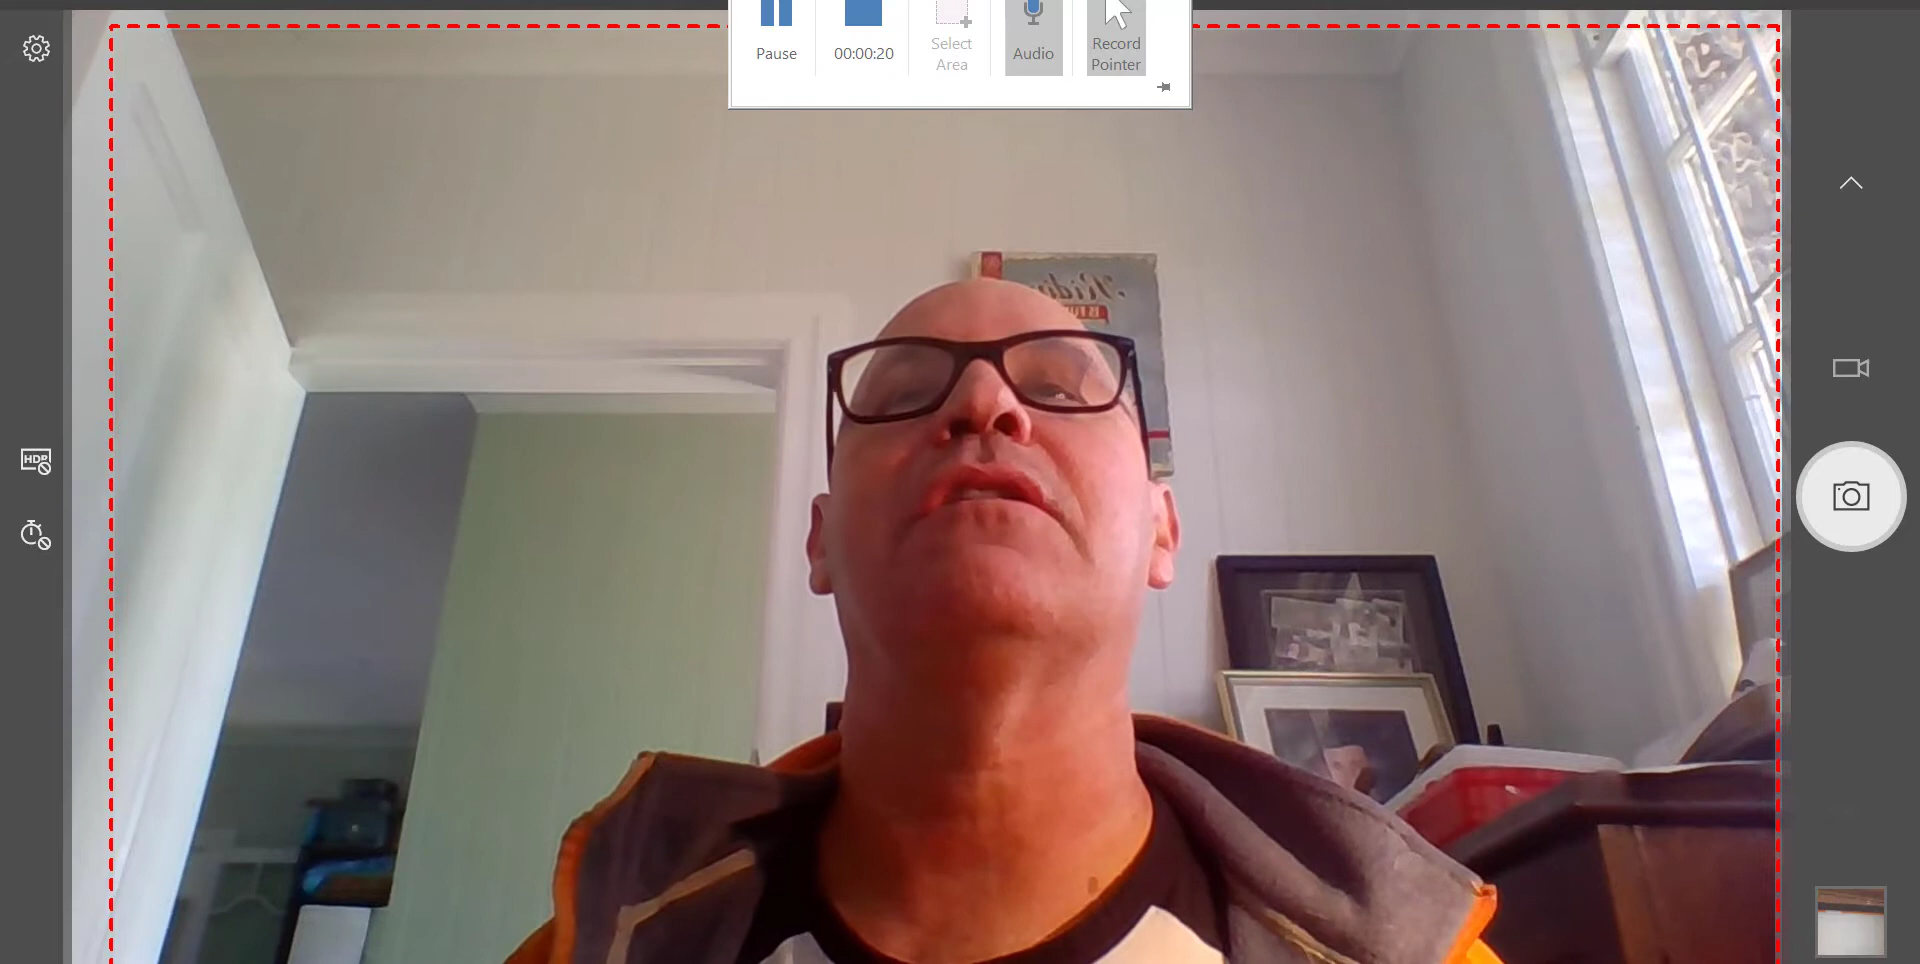 Pause
00:00:20
Select
Area
Audio
Record
Pointer
HDR